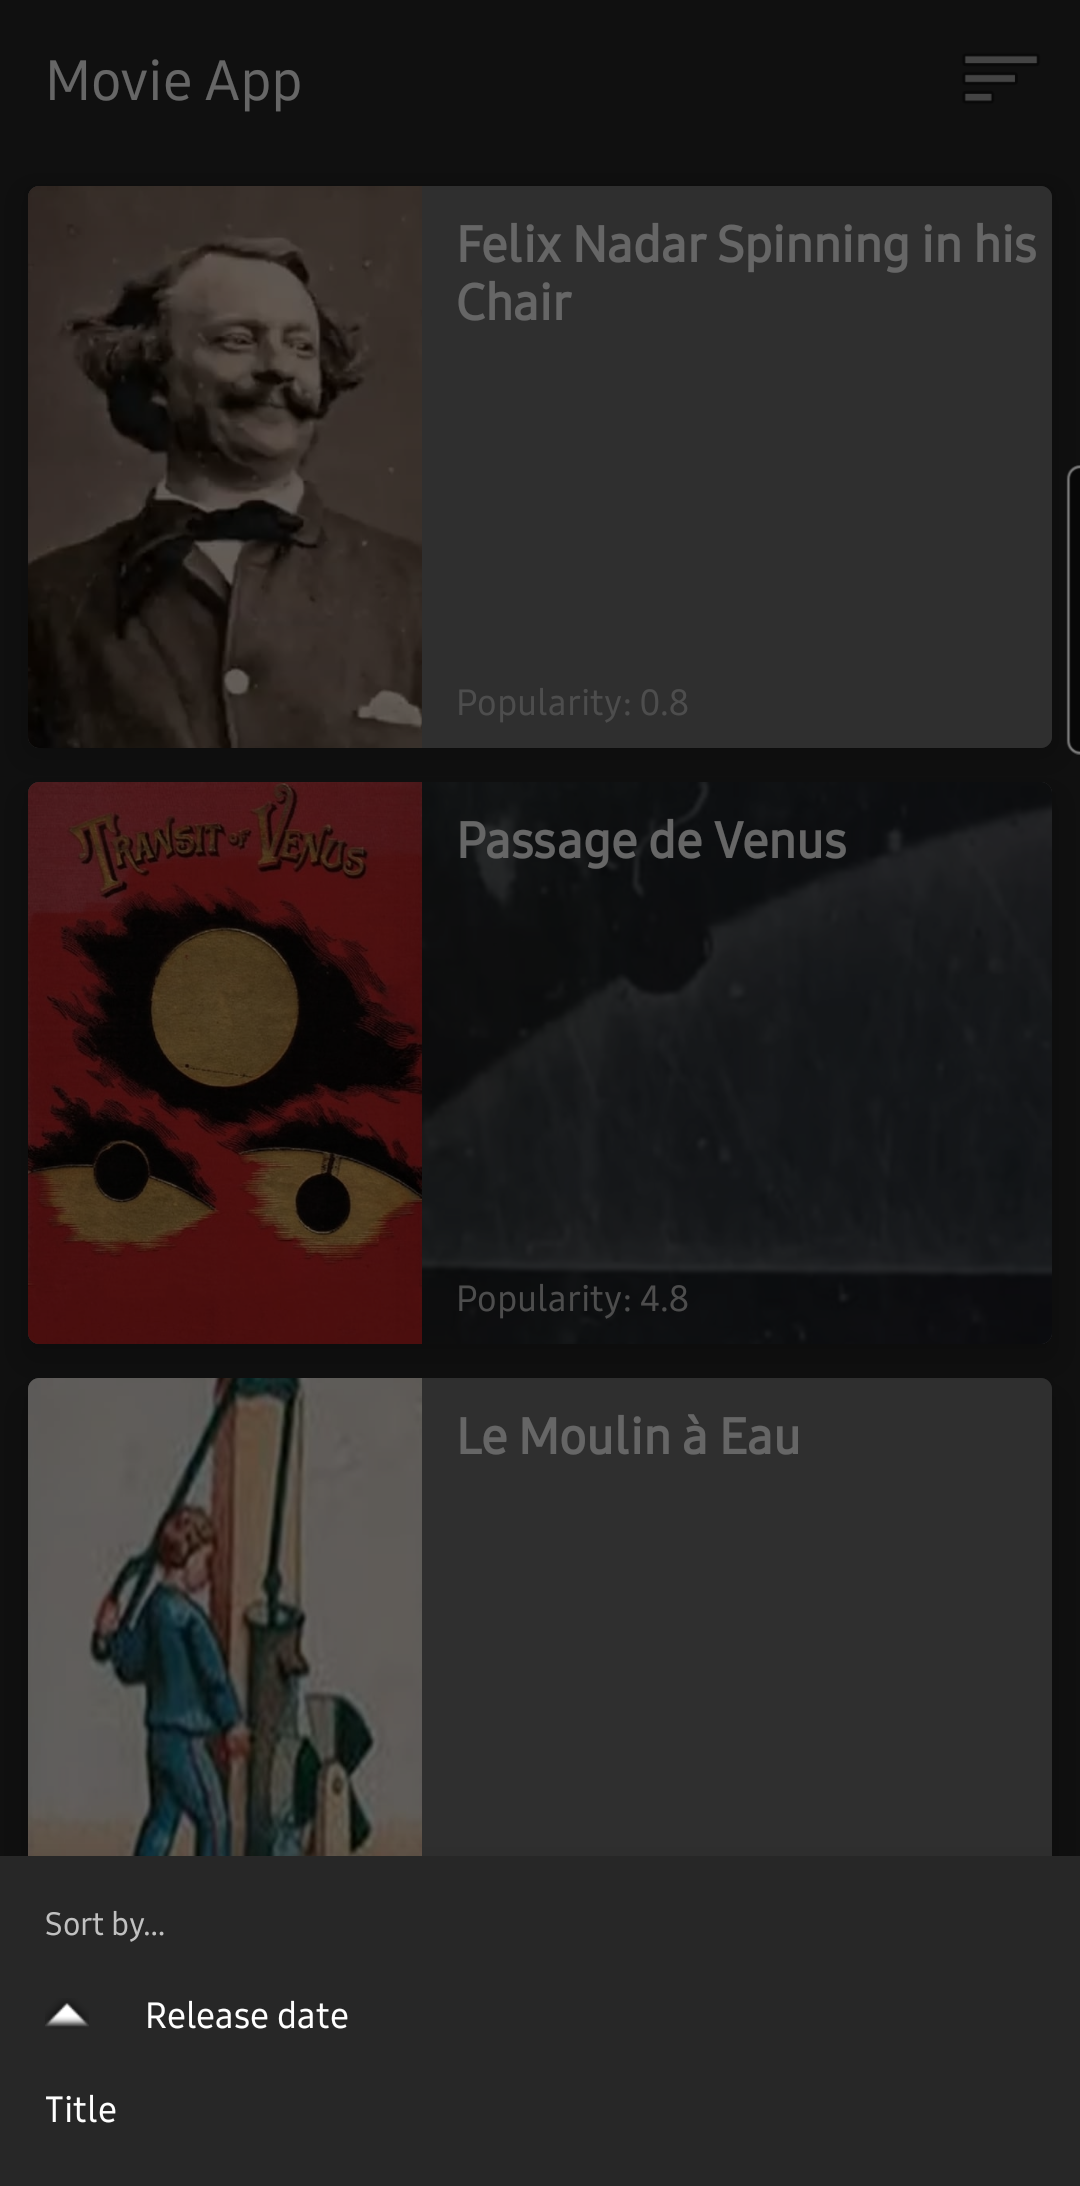 Movie App
Felix Nadar Spinning in his
Chair
Popularity: 0.8
TRANSIT OF VENUS
Passage de Venus
Popularity: 4.8
Le Moulin à Eau
Sort by...
Release date
Title